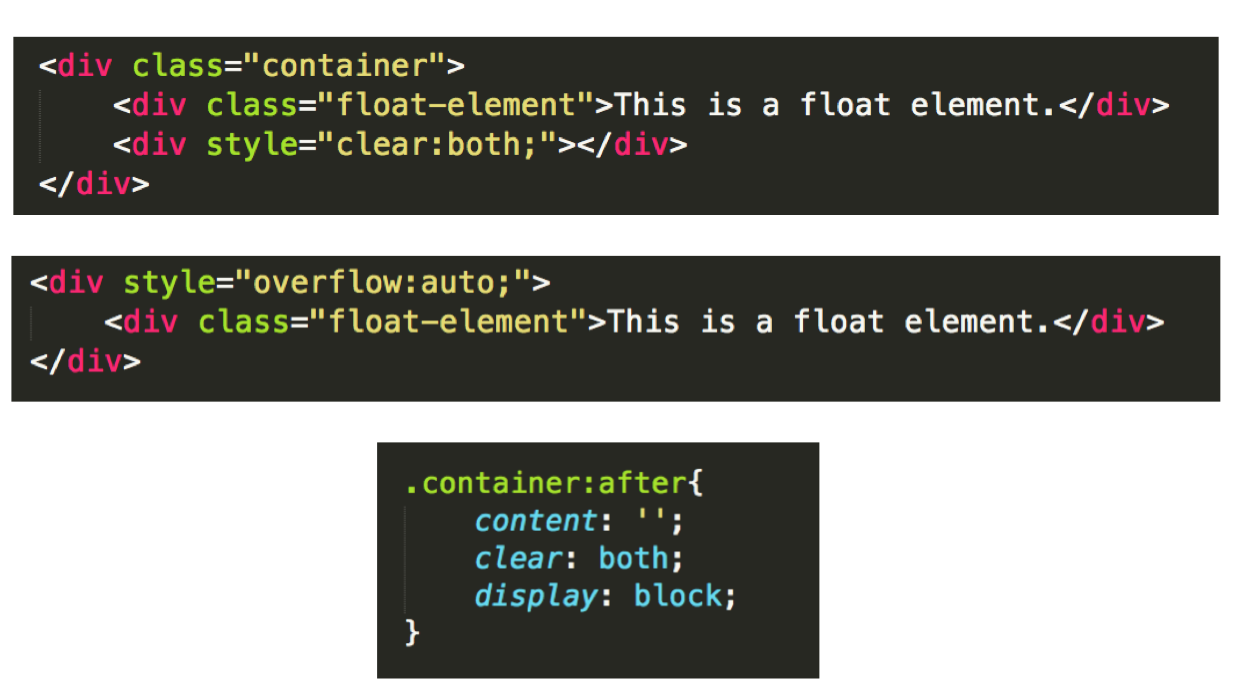 <div class="container">
    <div class="float-element">This is a float element.</div>
    <div style="clear:both;"></div>
</div>
<div style="overflow:auto;">
    <div class="float-element">This is a float element.</div>
</div>
.container:after{
    content: '';
    clear: both;
    display: block;
}